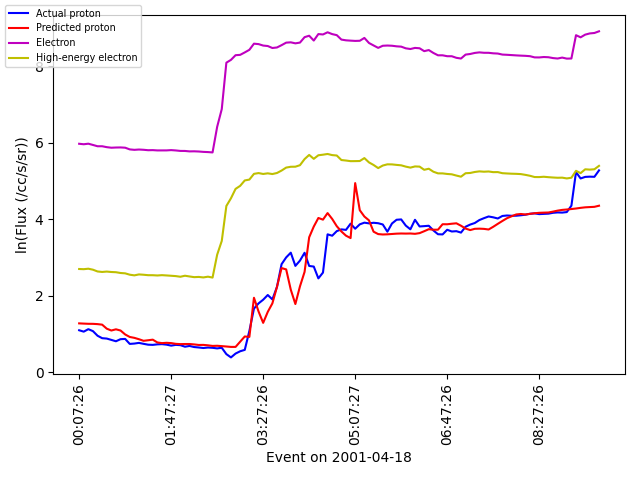 Actual proton
Predicted proton
Electron
High-energy electron
8
6
4
2
0
ln(Flux (/cc/s/sr))
00:07:26
01:47:27
03:27:26
05:07:27
06:47:26
08:27:26
Event on 2001-04-18